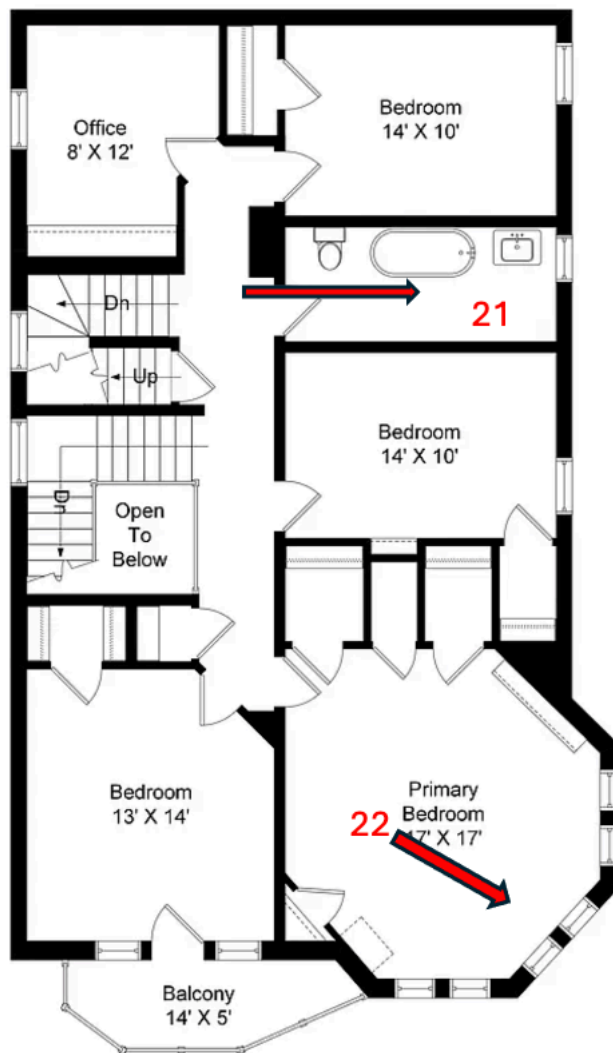 Office
8' X 12'
Bedroom
14' X 10'
21
Dn
Up
Bedroom
14' X 10'
Dn
Open
To
Below
Bedroom
13' X 14'
Primary
Bedroom
22
17' X 17'
Balcony
14' X 5'